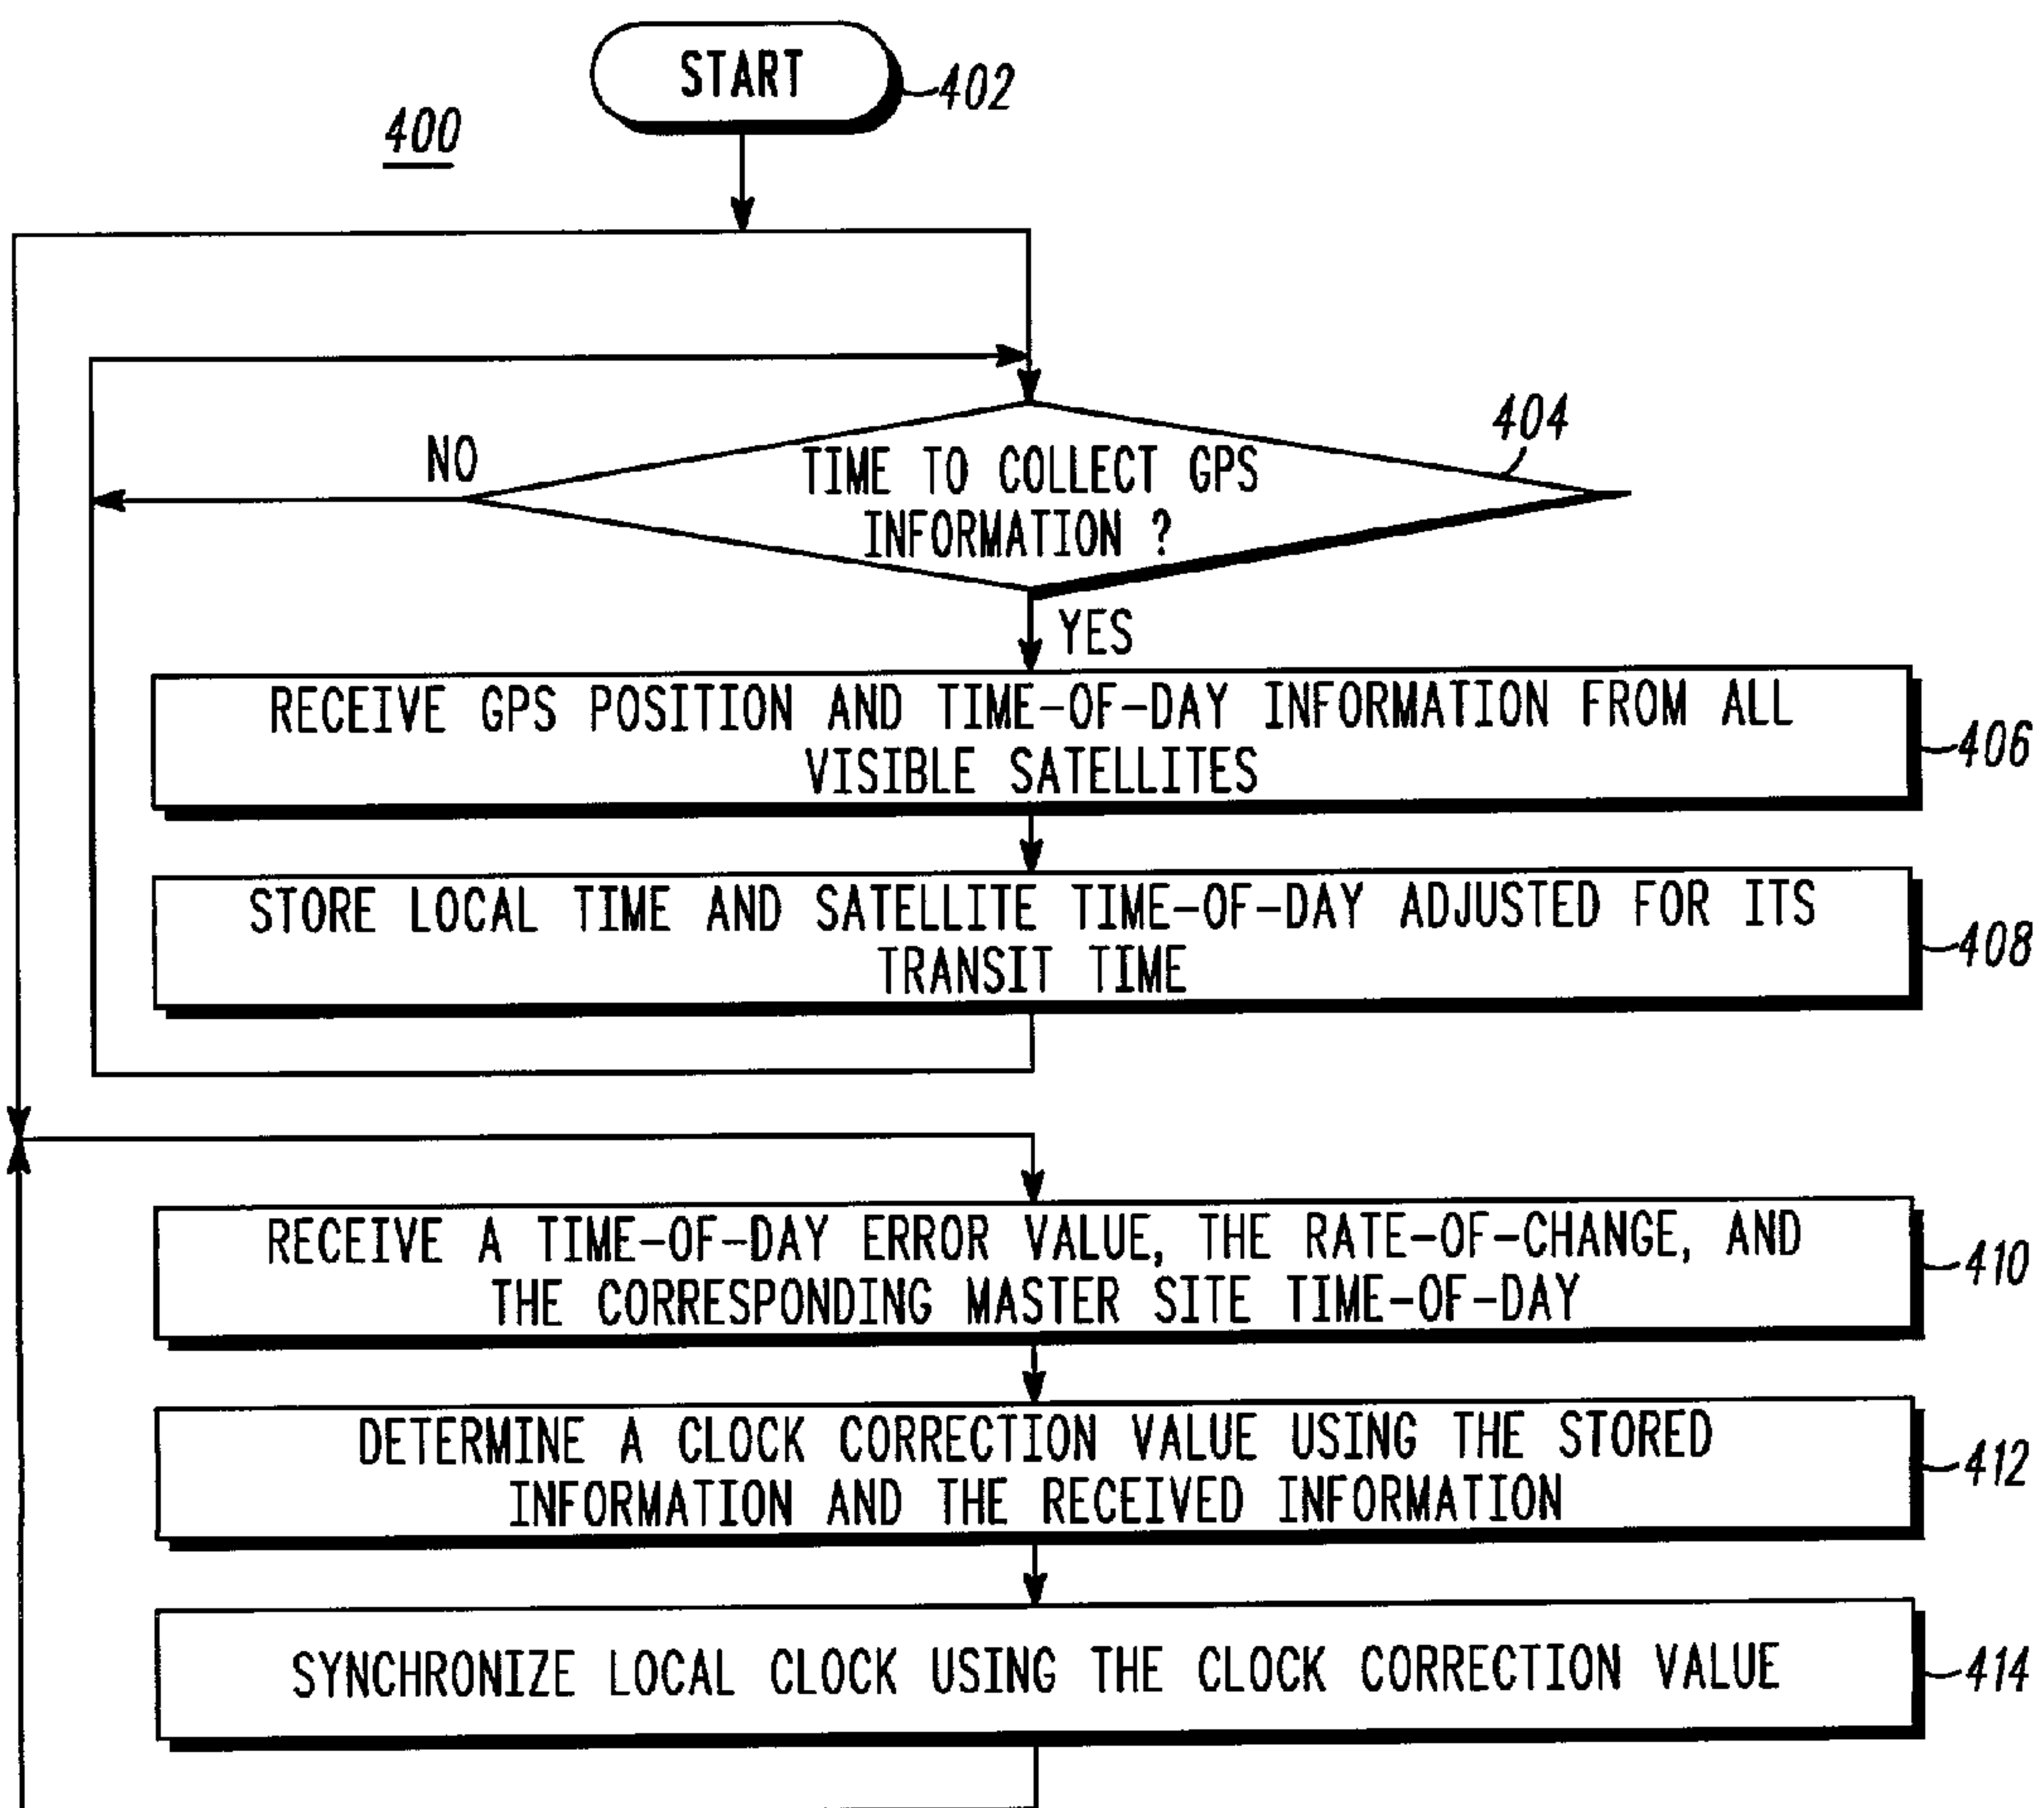 START
402
400
404
NO
TIME TO COLLECT GPS
INFORMATION ?
YES
RECEIVE GPS POSITION AND TIME-OF-DAY INFORMATION FROM ALL
VISIBLE SATELLITES
406
STORE LOCAL TIME AND SATELLITE TIME-OF-DAY ADJUSTED FOR ITS
TRANSIT TIME
408
RECEIVE A TIME-OF-DAY ERROR VALUE, THE RATE-OF-CHANGE, AND
THE CORRESPONDING MASTER SITE TIME-OF-DAY
410
DETERMINE A CLOCK CORRECTION VALUE USING THE STORED
INFORMATION AND THE RECEIVED INFORMATION
412
SYNCHRONIZE LOCAL CLOCK USING THE CLOCK CORRECTION VALUE
414